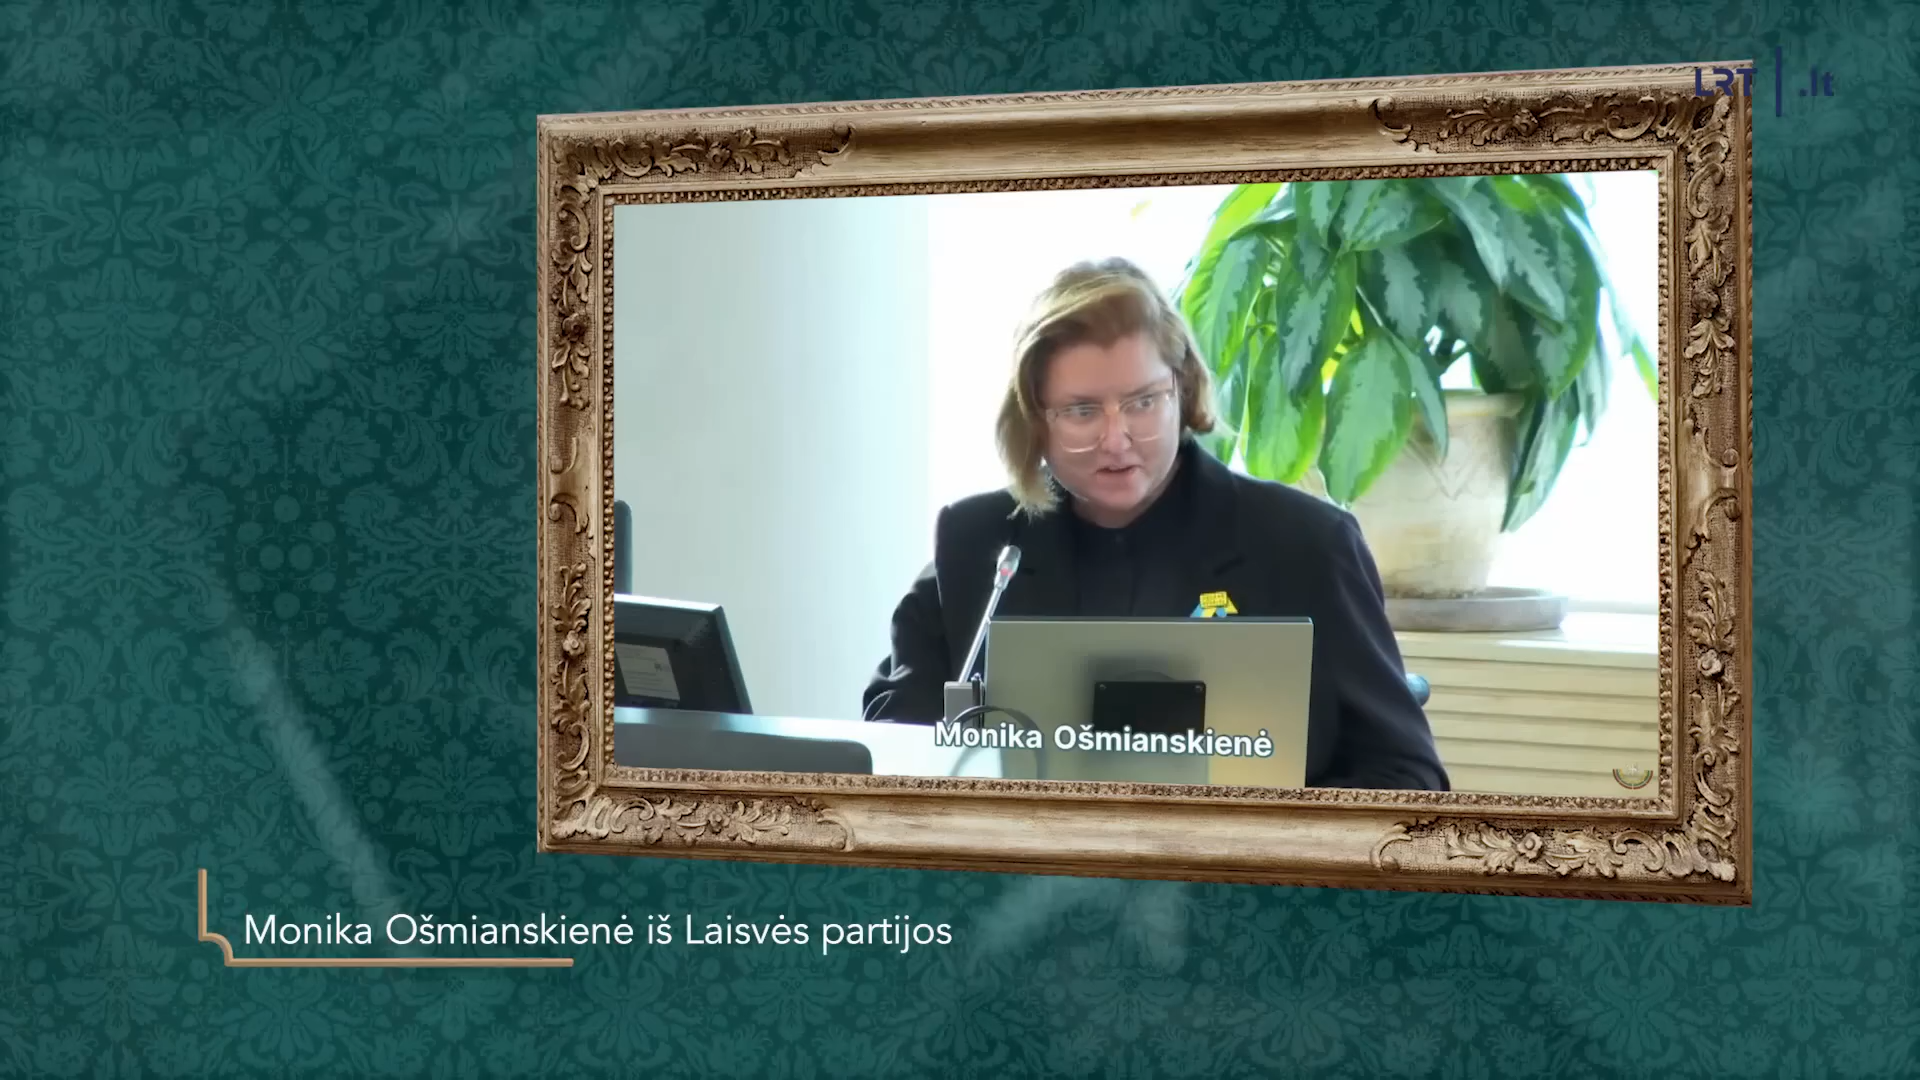 LRT | .lt
Monika Ošmianskienė
Monika Ošmianskienė iš Laisvės partijos